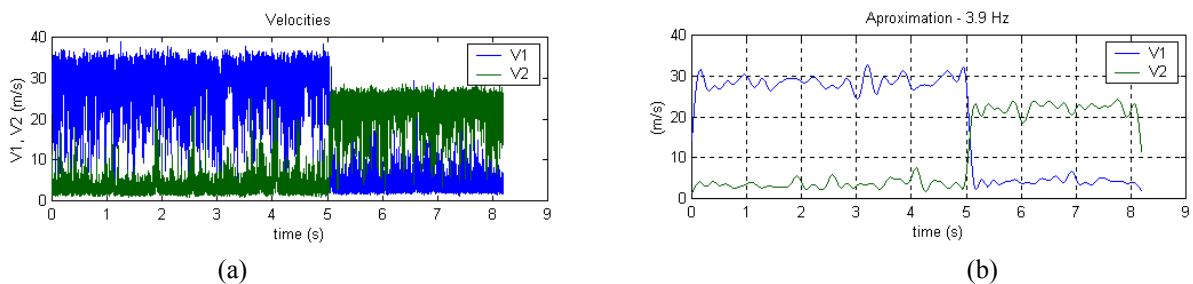 Velocities
V1, V2 (m/s)
40
30
20
10
0
V1
V2
0 1 2 3 4 5 6 7 8 9
time (s)
(a)
Aproximation - 3.9 Hz
(m/s)
40
30
20
10
0
V1
V2
0 1 2 3 4 5 6 7 8 9
time (s)
(b)